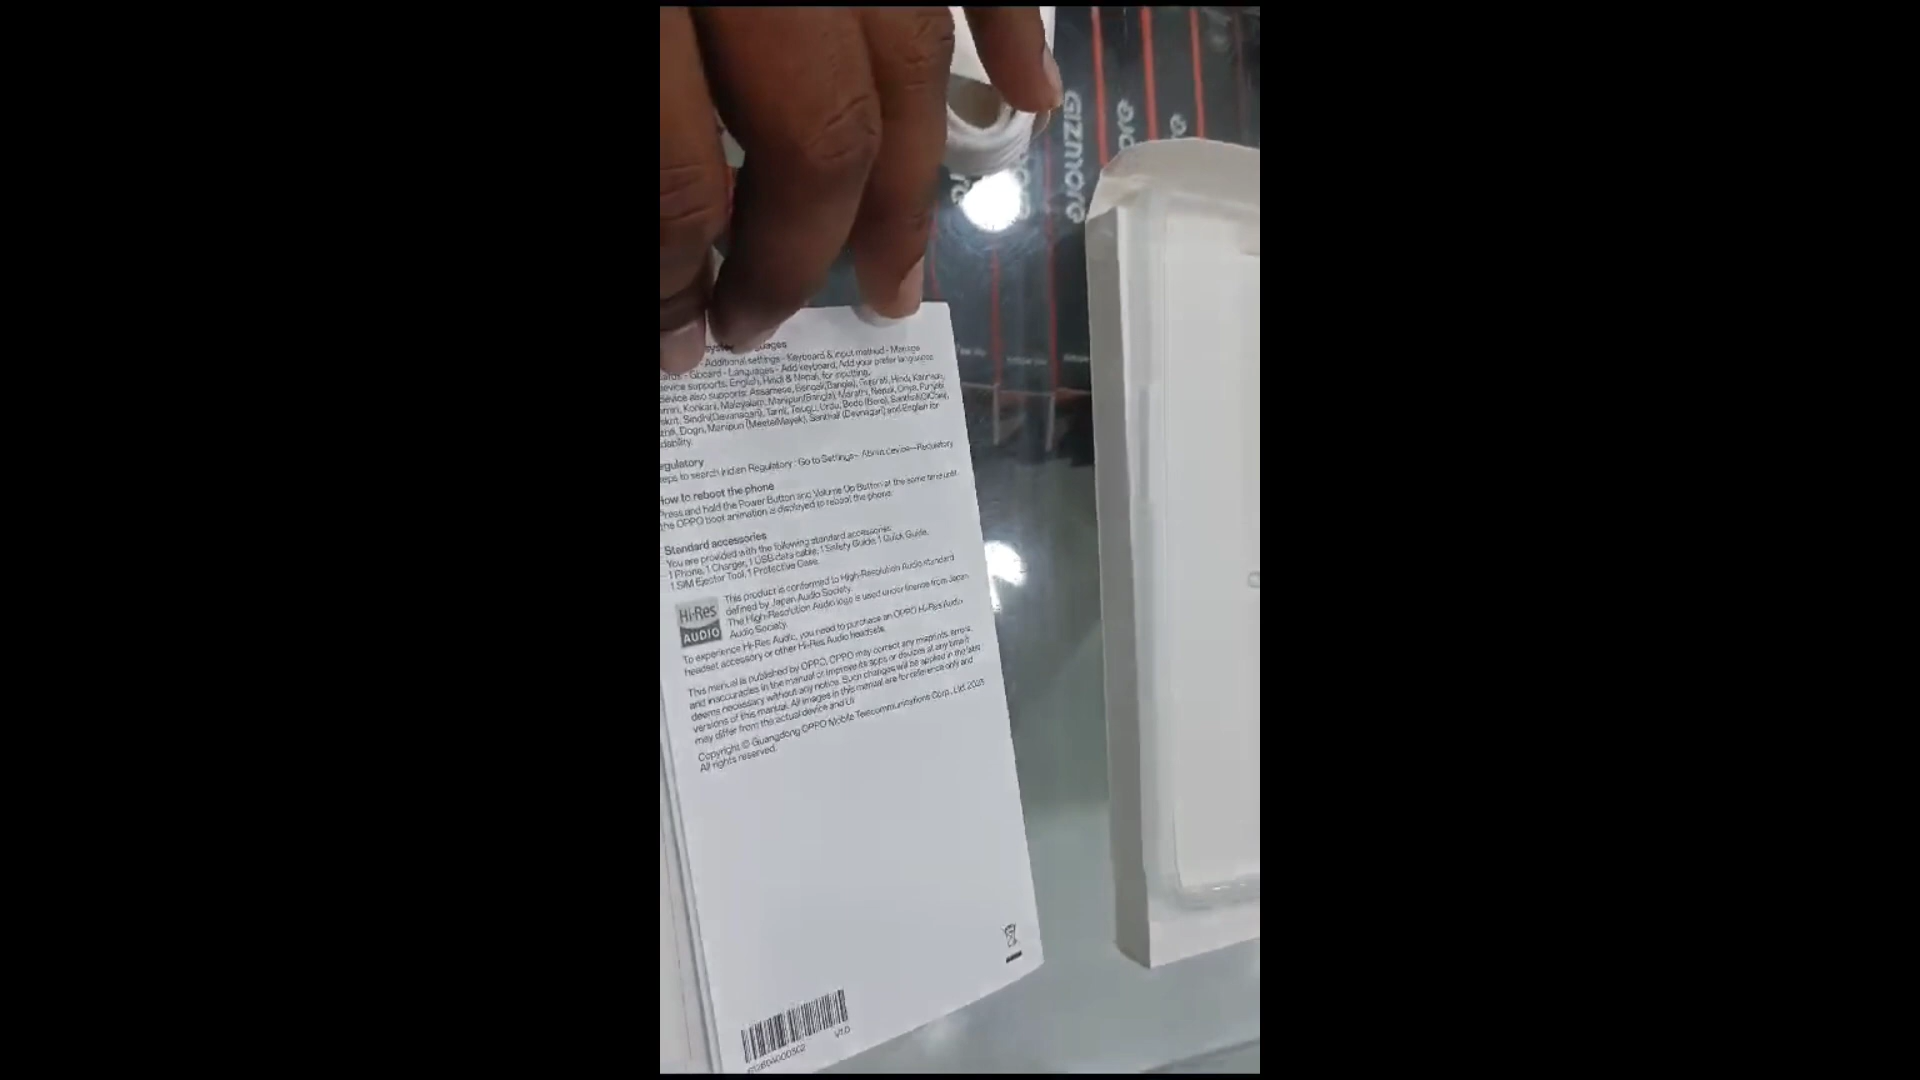 GIZMORE
Additional settings - Keyboard & input method - Manage
Gboard - Languages - Add keyboard, Add your prefer languages
device supports: English, Hindi & Nepali, for inputting.
device also supports: Assamese, Bengali(Bangla), Gujarati, Hindi, Kannada,
Konkani, Malayalam, Manipuri(Bangla), Marathi, Nepali, Oriya, Punjabi
Sindhi(Devanagari), Tamil, Telugu, Urdu, Bodo (Boro), Santhali(OlChiki),
Dogri, Manipuri (MeeteiMayek), Santhali (Devnagari) and English for
egulatory
eps to search Indian Regulatory : Go to Settings- About device--Regulatory
How to reboot the phone
Press and hold the Power Button and Volume Up Button at the same time until
the OPPO boot animation is displayed to reboot the phone.
Standard accessories
You are provided with the following standard accessories:
1 Phone, 1 Charger, 1 USB data cable, 1 Safety Guide, 1 Quick Guide,
1 SIM Ejector Tool, 1 Protective Case.
Hi-Res
AUDIO
This product is conformed to High-Resolution Audio standard
defined by Japan Audio Society.
The High-Resolution Audio logo is used under license from Japan
Audio Society.
To experience Hi-Res Audio, you need to purchase an OPPO Hi-Res Audio
headset accessory or other Hi-Res Audio headsets.
This manual is published by OPPO, OPPO may correct any misprints, errors,
and inaccuracies in the manual or improve its apps or devices at any time it
deems necessary without any notice. Such changes will be applied in the later
versions of this manual. All images in this manual are for reference only and
may differ from the actual device and UI
Copyright © Guangdong OPPO Mobile Telecommunications Corp., Ltd.
All rights reserved.
V1.0